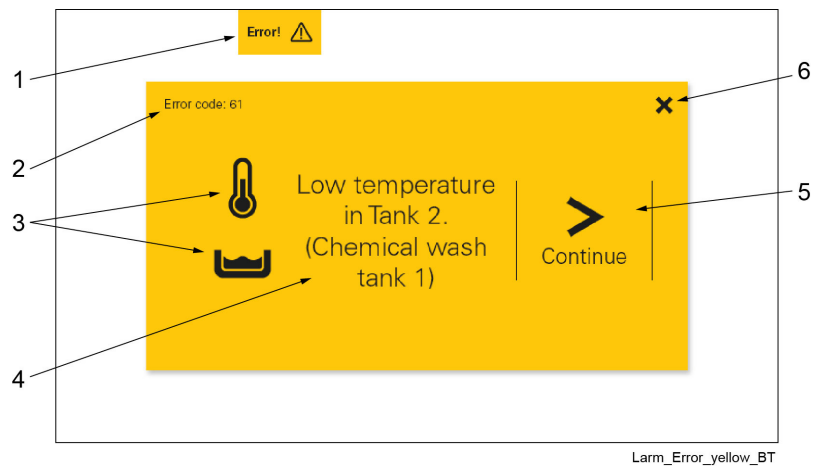 Error!
1
6
Error code: 61
2
3
Low temperature
in Tank 2.
(Chemical wash
tank 1)
Continue
5
4
Larm_Error_yellow_BT